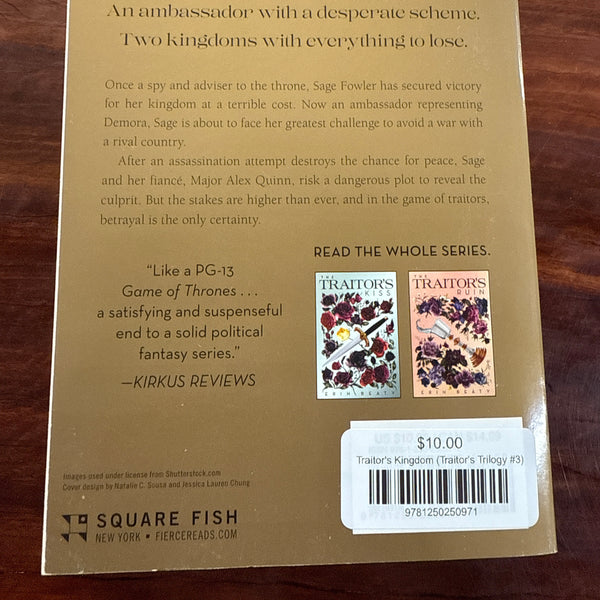 An ambassador with a desperate scheme.
Two kingdoms with everything to lose.
Once a spy and adviser to the throne, Sage Fowler has secured victory
for her kingdom at a terrible cost. Now an ambassador representing
Demora, Sage is about to face her greatest challenge to avoid a war with
a rival country.
After an assassination attempt destroys the chance for peace, Sage
and her fiancé, Major Alex Quinn, risk a dangerous plot to reveal the
culprit. But the stakes are higher than ever, and in the game of traitors,
betrayal is the only certainty.
“Like a PG-13
Game of Thrones . . .
a satisfying and suspenseful
end to a solid political
fantasy series.”
—KIRKUS REVIEWS
READ THE WHOLE SERIES.
THE
TRAITOR'S
KISS
ERIN BEATY
THE
TRAITOR'S
RUIN
ERIN BEATY
$10.00
Traitor's Kingdom (Traitor's Trilogy #3)
9781250250971
Images used under license from Shutterstock.com
Cover design by Natalie C. Sousa and Jessica Lauren Chung
SQUARE FISH
NEW YORK • FIERCEREADS.COM